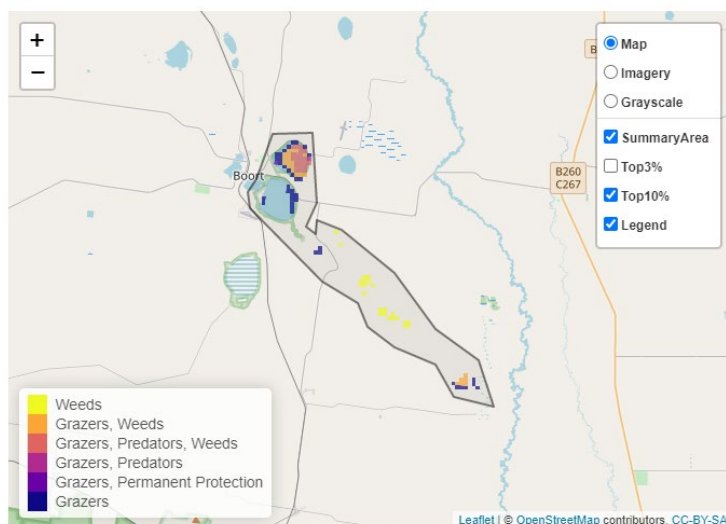 +
−
Boort
B260
C267
Map
Imagery
Grayscale
SummaryArea
Top3%
Top10%
Legend
Weeds
Grazers, Weeds
Grazers, Predators, Weeds
Grazers, Predators
Grazers, Permanent Protection
Grazers
Leaflet | © OpenStreetMap contributors, CC-BY-SA